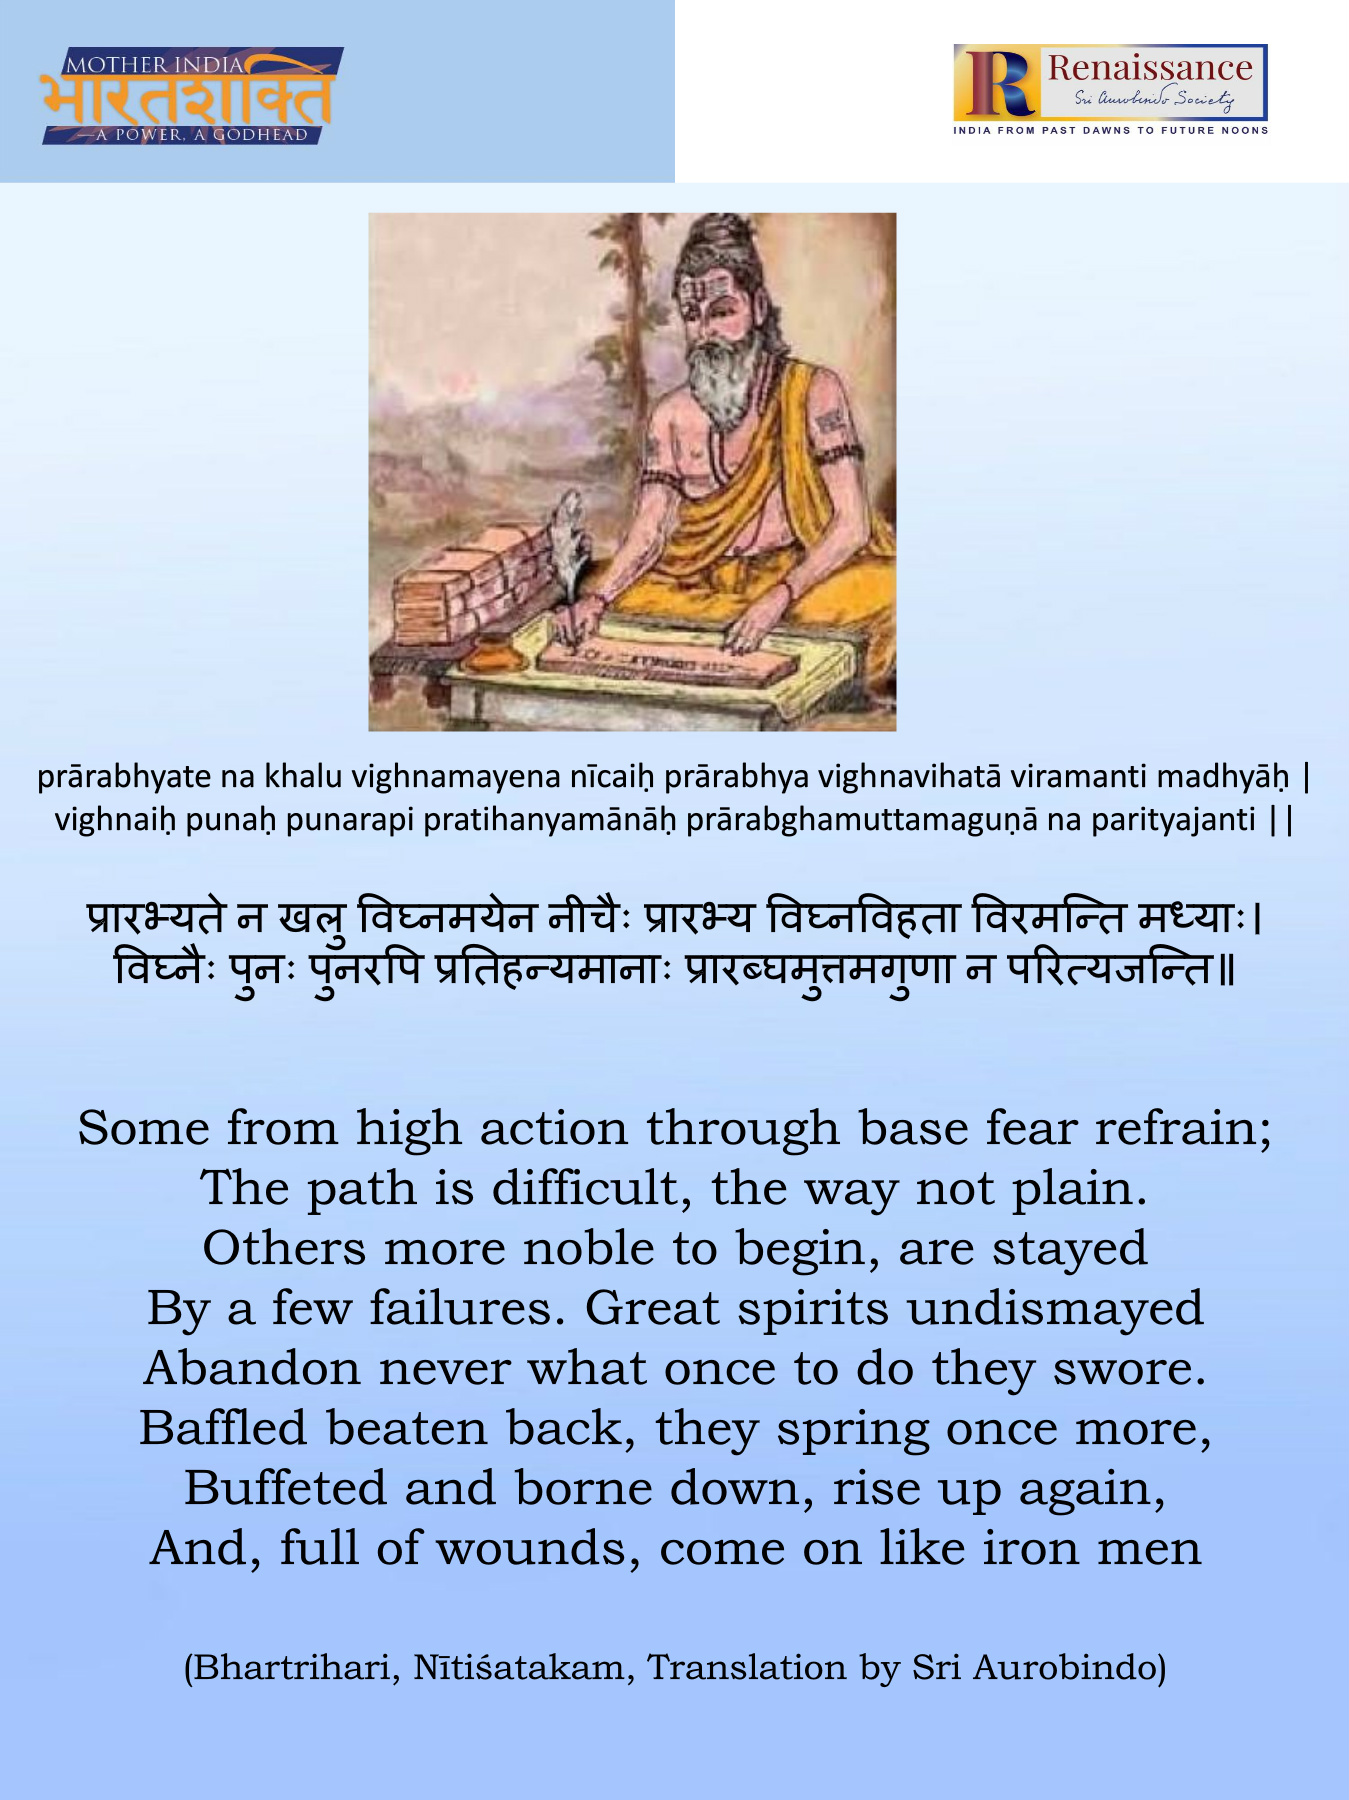 MOTHER INDIA
भारतशक्ति
—A POWER, A GODHEAD
R Renaissance
Sri Aurobindo Society
INDIA FROM PAST DAWNS TO FUTURE NOONS
prārabhyate na khalu vighnamayena nīcaiḥ prārabhya vighnavihatā viramanti madhyāḥ |
vighnaiḥ punaḥ punarapi pratihanyamānāḥ prārabghamuttamaguṇā na parityajanti ||
प्रारभ्यते न खलु विघ्नमयेन नीचैः प्रारभ्य विघ्नविहता विरमन्ति मध्याः।
विघ्नैः पुनः पुनरपि प्रतिहन्यमानाः प्रारब्घमुत्तमगुणा न परित्यजन्ति॥
Some from high action through base fear refrain;
The path is difficult, the way not plain.
Others more noble to begin, are stayed
By a few failures. Great spirits undismayed
Abandon never what once to do they swore.
Baffled beaten back, they spring once more,
Buffeted and borne down, rise up again,
And, full of wounds, come on like iron men
(Bhartrihari, Nītiśatakam, Translation by Sri Aurobindo)